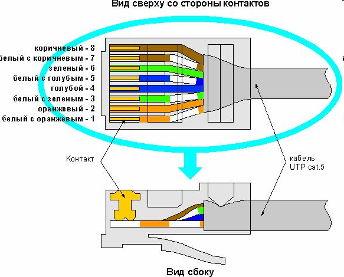 Вид сверху со стороны контактов
коричневый - 8
белый с коричневым - 7
зеленый - 6
белый с голубым - 5
голубой - 4
белый с зеленым - 3
оранжевый - 2
белый с оранжевым - 1
Контакт
кабель
UTP cat.5
Вид сбоку